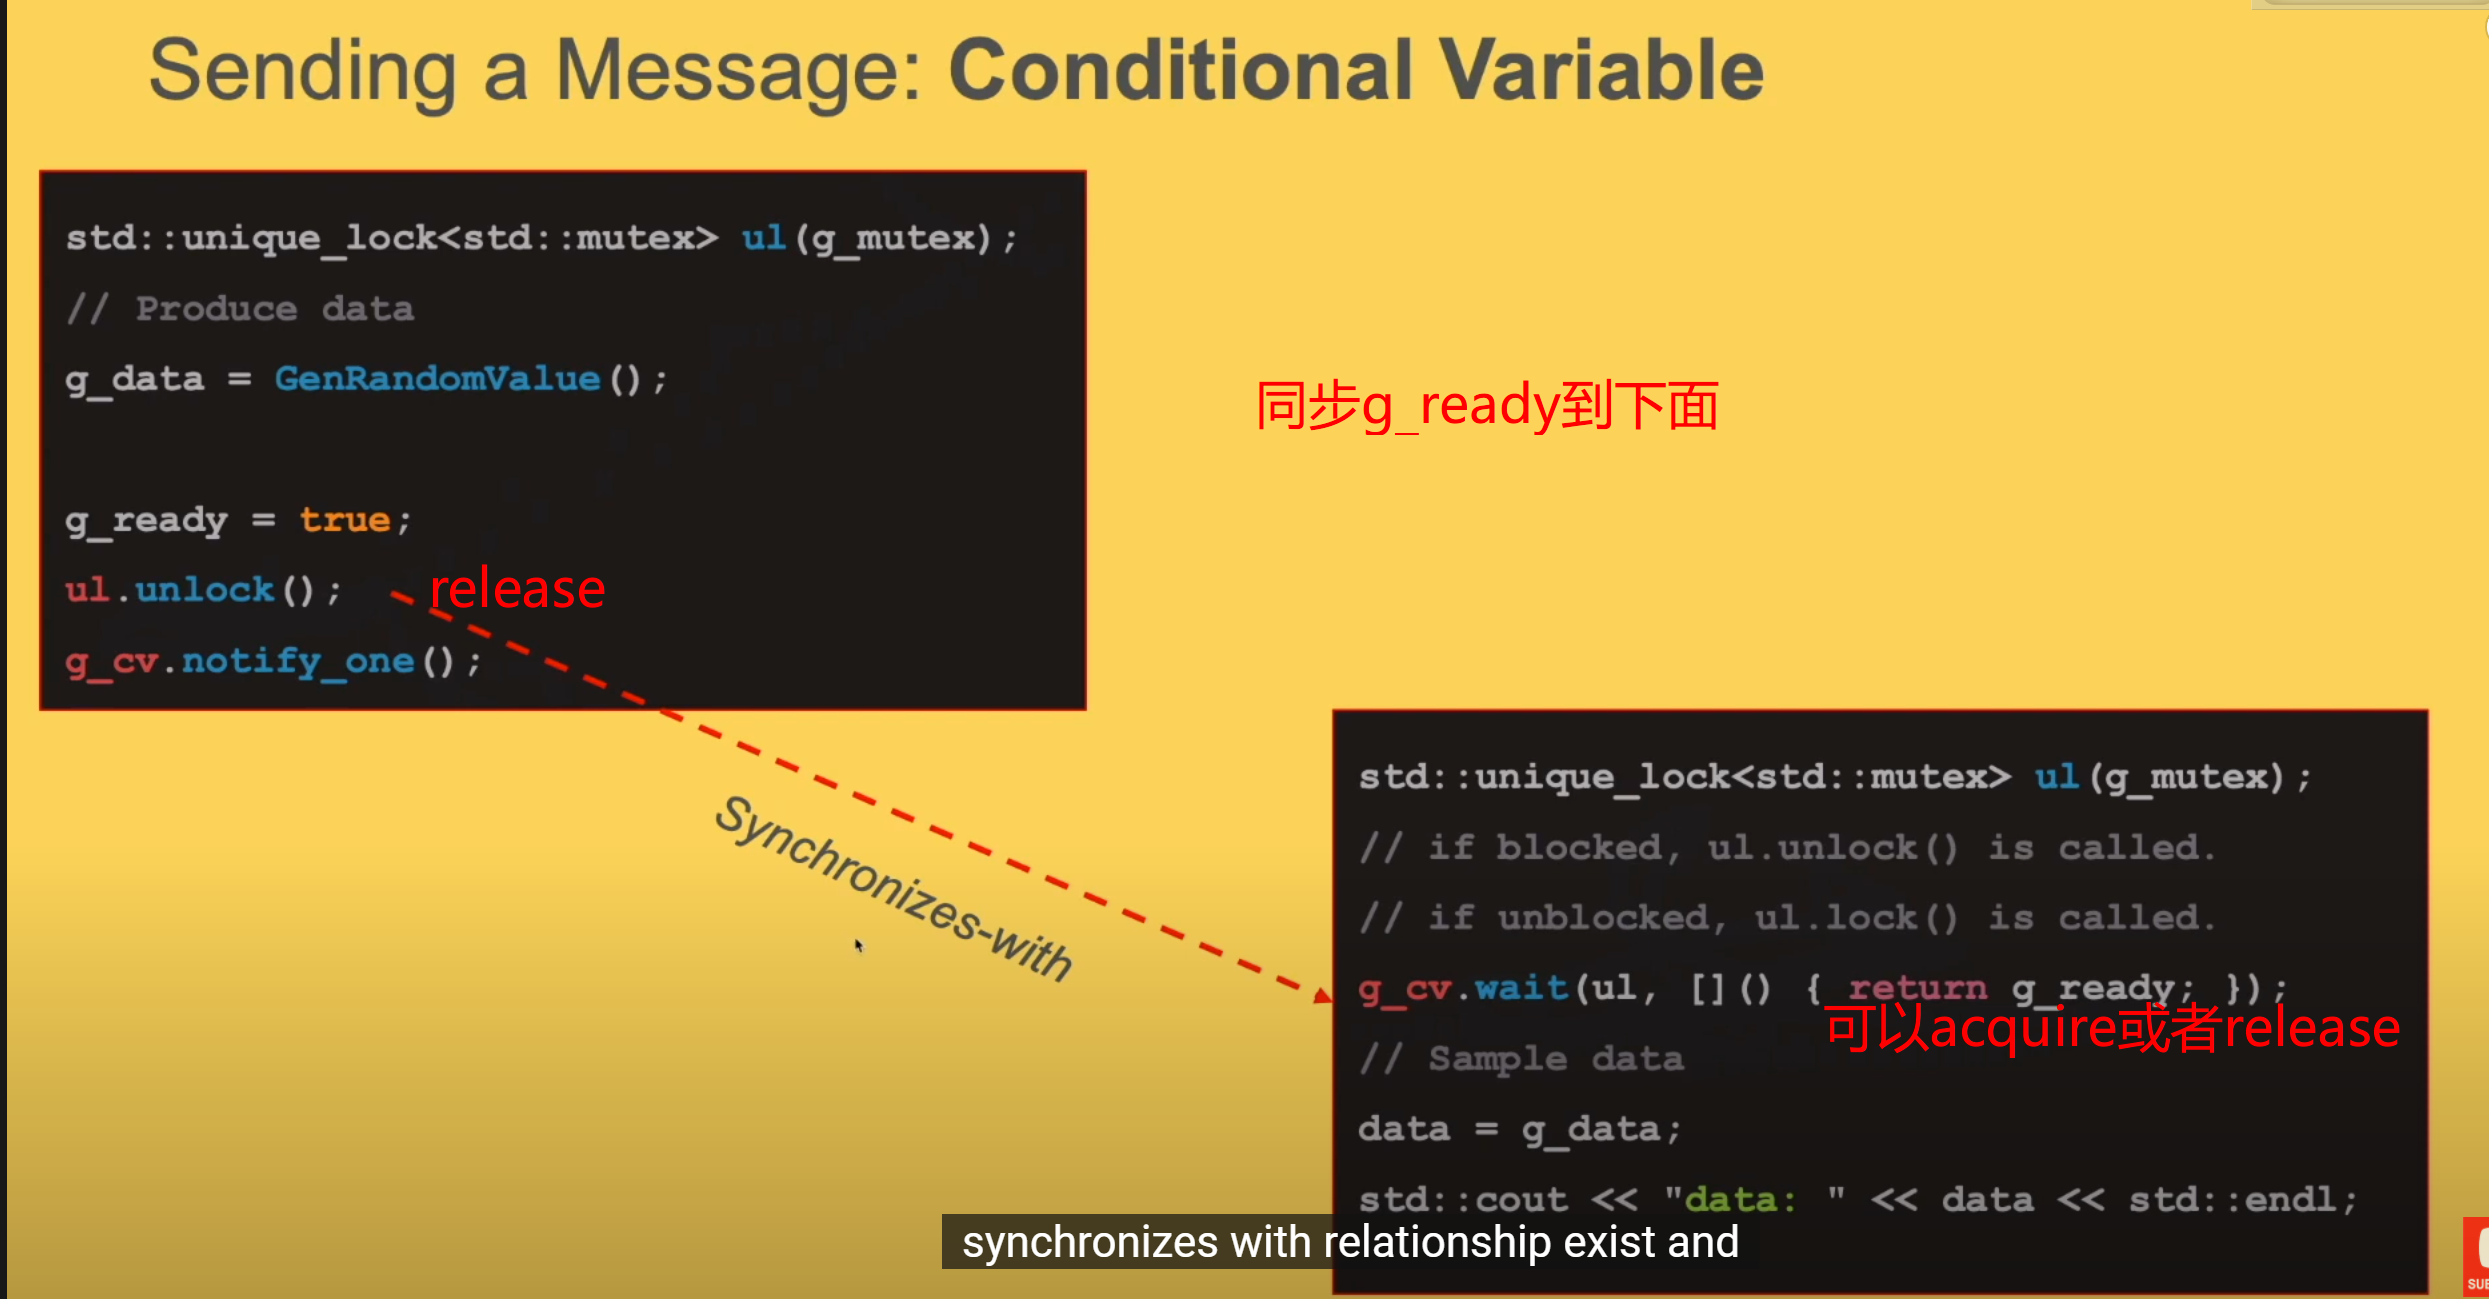 Sending a Message: Conditional Variable
std::unique_lock<std::mutex> ul(g_mutex);
// Produce data
g_data = GenRandomValue();
同步g_ready到下面
g_ready = true;
ul.unlock();
release
g_cv.notify_one();
Synchronizes-with
std::unique_lock<std::mutex> ul(g_mutex);
// if blocked, ul.unlock() is called.
// if unblocked, ul.lock() is called.
g_cv.wait(ul, []() { return g_ready; });
可以acquire或者release
// Sample data
data = g_data;
std::cout << "data: " << data << std::endl;
synchronizes with relationship exist and